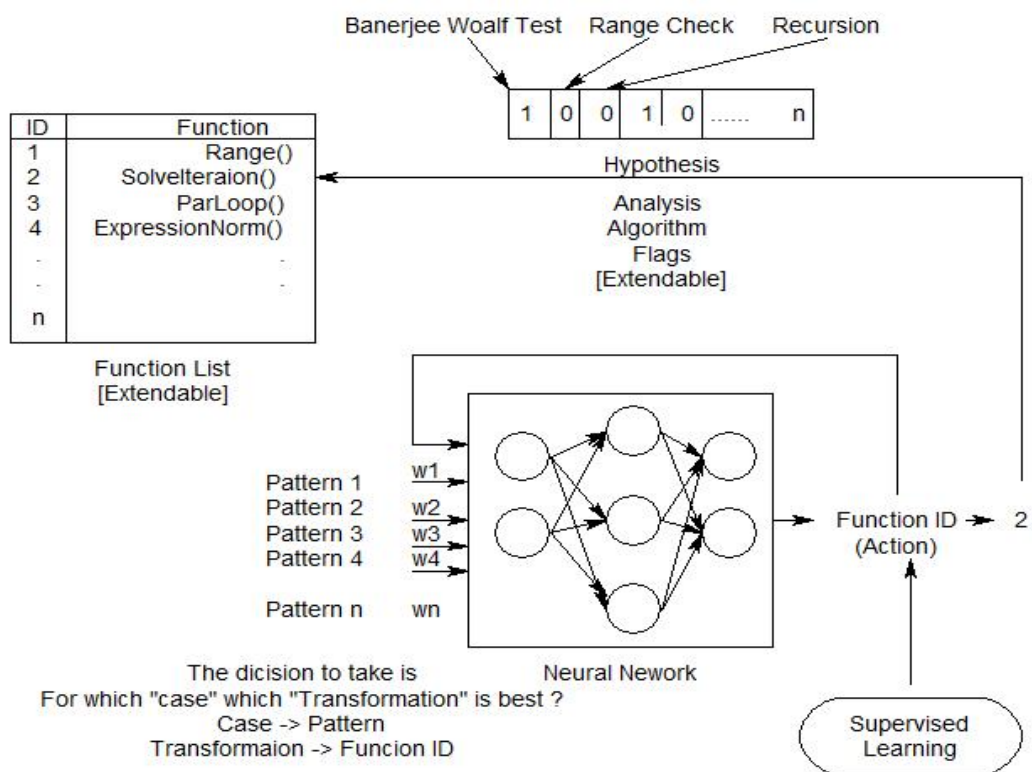 Banerjee Woalf Test Range Check Recursion
1 0 0 1 0 ...... n
Hypothesis
Analysis
Algorithm
Flags
[Extendable]
ID Function
1 Range()
2 SolveIteraion()
3 ParLoop()
4 ExpressionNorm()
. .
. .
n
Function List
[Extendable]
Pattern 1 w1
Pattern 2 w2
Pattern 3 w3
Pattern 4 w4
Pattern n wn
Function ID 2
(Action)
The dicision to take is
For which "case" which "Transformation" is best ?
Case -> Pattern
Transformaion -> Funcion ID
Neural Nework
Supervised
Learning